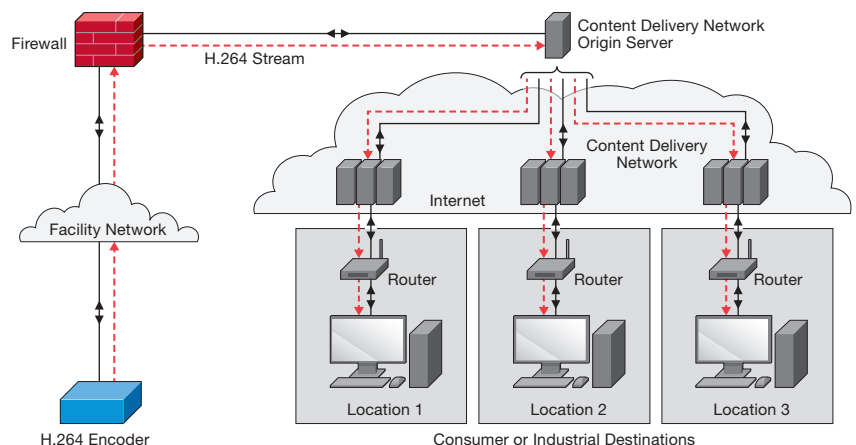 Firewall
H.264 Stream
Content Delivery Network
Origin Server
Content Delivery
Network
Internet
Facility Network
Router
Router
Router
Location 1
Location 2
Location 3
H.264 Encoder
Consumer or Industrial Destinations